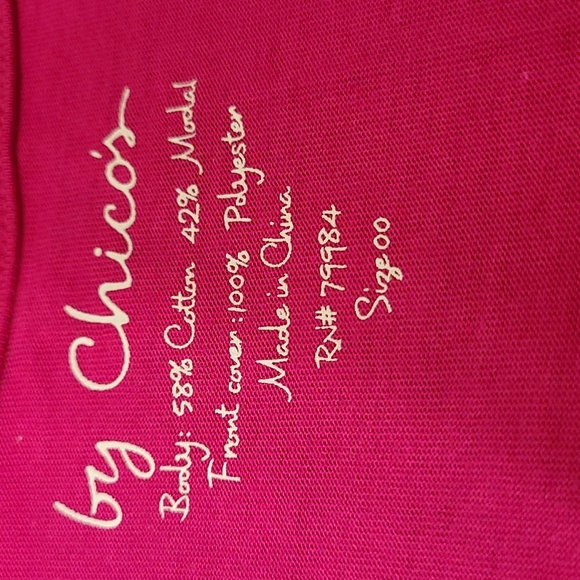 by Chico's
Body: 58% Cotton 42% Modal
Front cover: 100% Polyester
Made in China
RN# 79984
Size 00